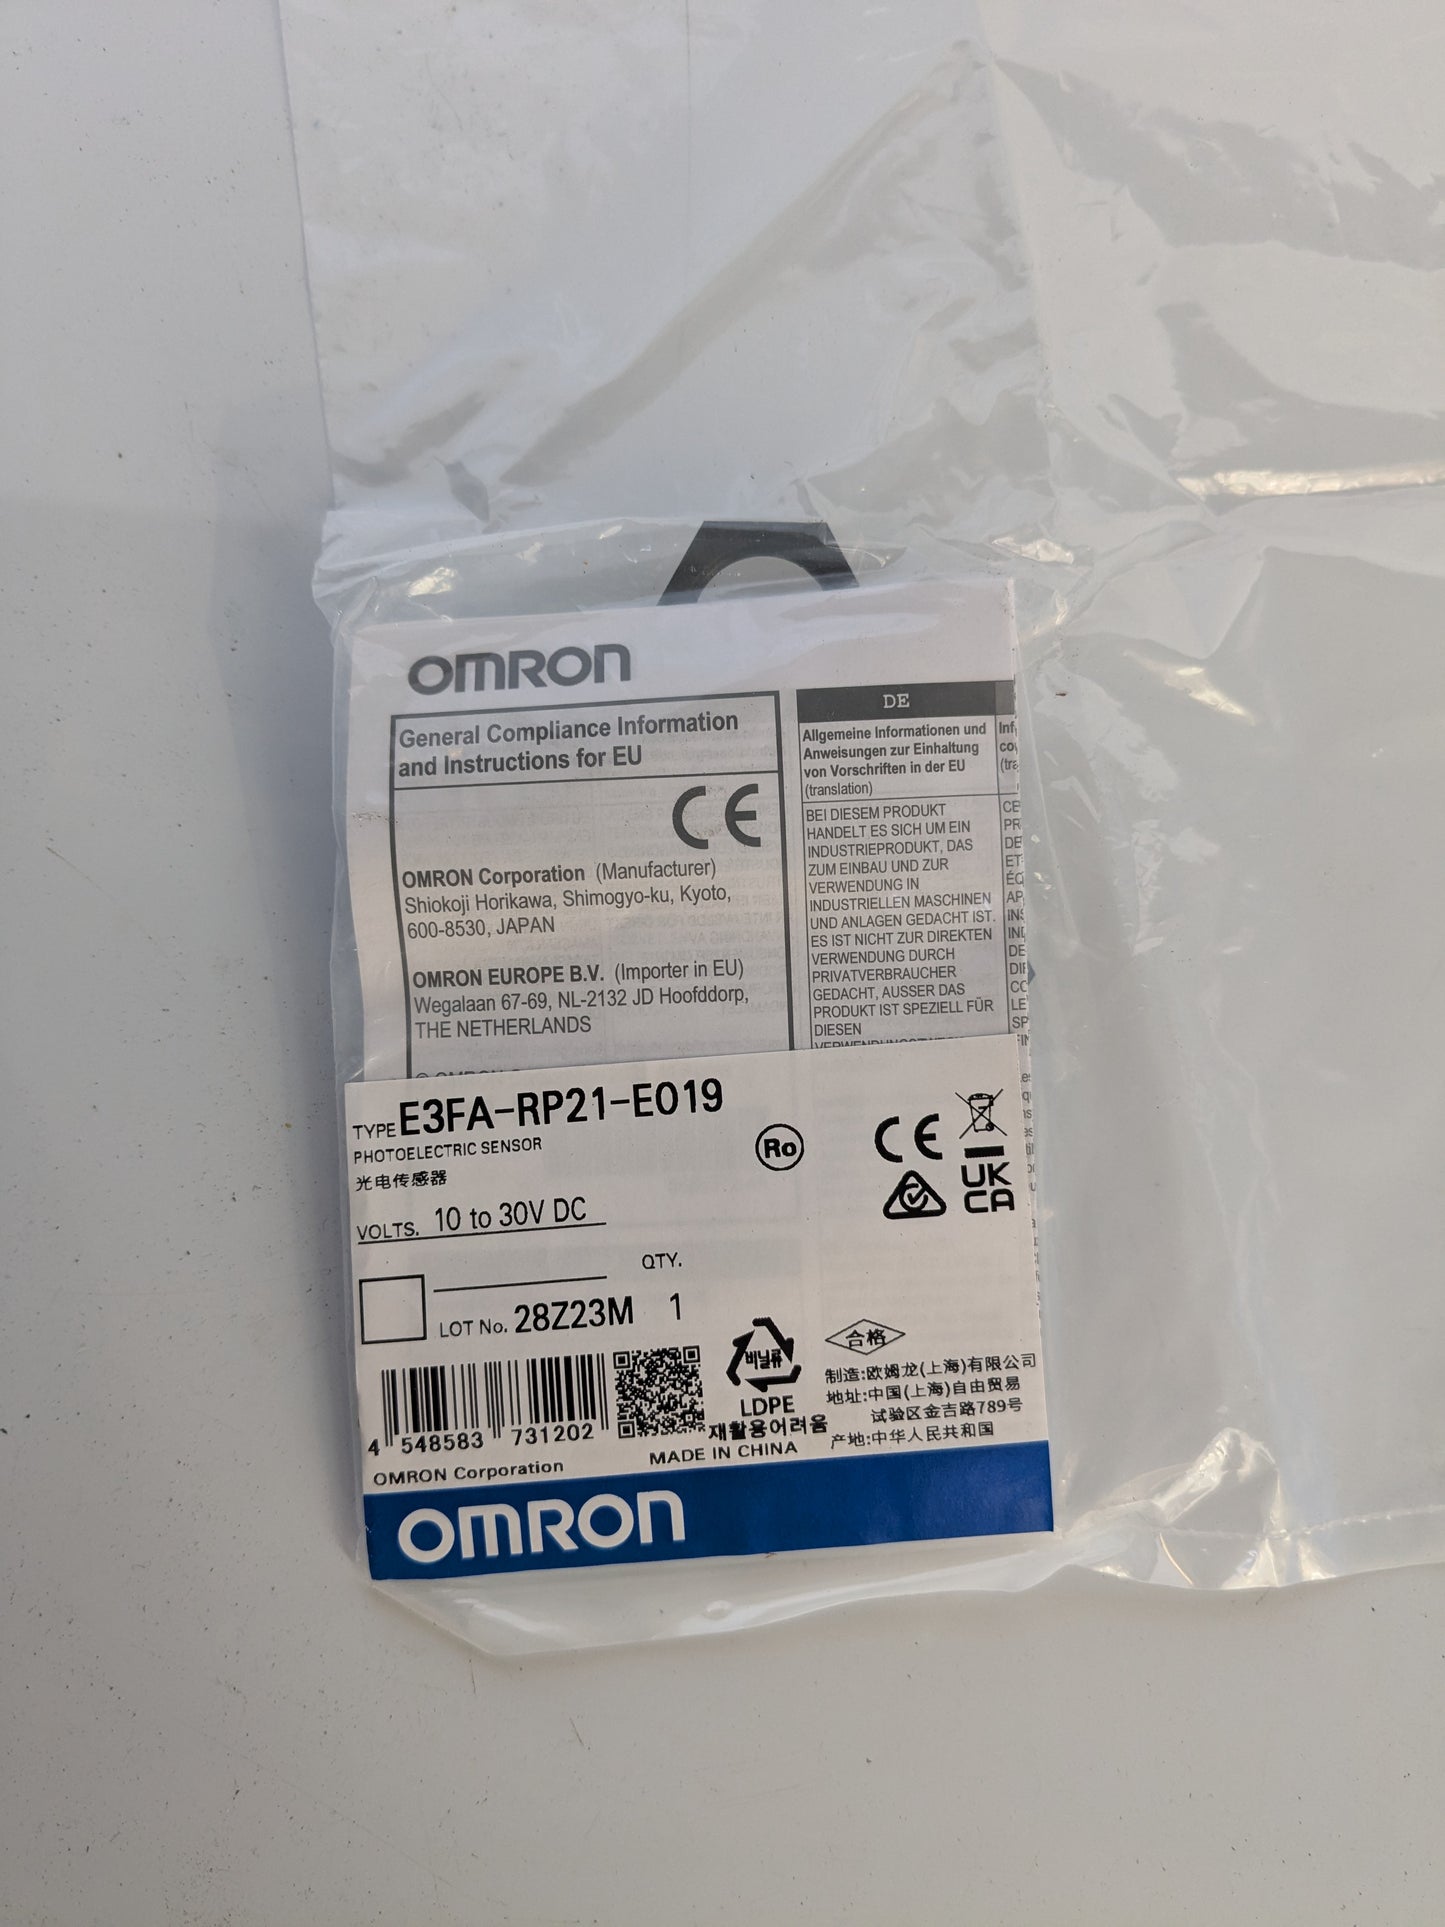 OMRON
General Compliance Information
and Instructions for EU
CE
OMRON Corporation (Manufacturer)
Shiokoji Horikawa, Shimogyo-ku, Kyoto,
600-8530, JAPAN
OMRON EUROPE B.V. (Importer in EU)
Wegalaan 67-69, NL-2132 JD Hoofddorp,
THE NETHERLANDS
DE
Allgemeine Informationen und
Anweisungen zur Einhaltung
von Vorschriften in der EU
(translation)
BEI DIESEM PRODUKT
HANDELT ES SICH UM EIN
INDUSTRIEPRODUKT, DAS
ZUM EINBAU UND ZUR
VERWENDUNG IN
INDUSTRIELLEN MASCHINEN
UND ANLAGEN GEDACHT IST.
ES IST NICHT ZUR DIREKTEN
VERWENDUNG DURCH
PRIVATVERBRAUCHER
GEDACHT, AUSSER DAS
PRODUKT IST SPEZIELL FÜR
DIESEN
TYPE E3FA-RP21-E019
PHOTOELECTRIC SENSOR
光电传感器
Ro
CE
UK
CA
VOLTS. 10 to 30V DC
QTY.
LOT No. 28Z23M 1
4 548583 731202
OMRON Corporation
비닐류
LDPE
재활용어려움
MADE IN CHINA
合格
制造:欧姆龙(上海)有限公司
地址:中国(上海)自由贸易
试验区金吉路789号
产地:中华人民共和国
OMRON